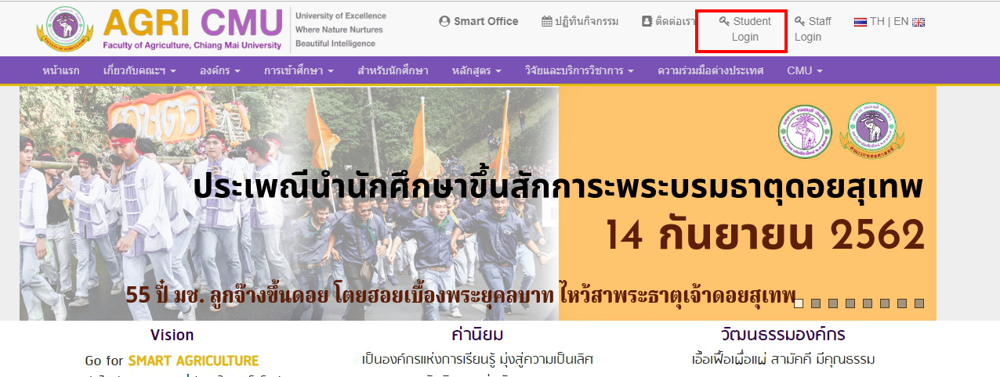 AGRI CMU
Faculty of Agriculture, Chiang Mai University
University of Excellence
Where Nature Nurtures
Beautiful Intelligence
Smart Office
ปฏิทินกิจกรรม
ติดต่อเรา
Student
Login
Staff
Login
TH | EN
หน้าแรก เกี่ยวกับคณะฯ องค์กร การเข้าศึกษา สำหรับนักศึกษา หลักสูตร วิจัยและบริการวิชาการ ความร่วมมือต่างประเทศ CMU
เกษตร
ประเพณีนำนักศึกษาขึ้นสักการะพระบรมธาตุดอยสุเทพ
14 กันยายน 2562
55 ปี๋ มช. ลูกจ๊างขึ้นดอย โตยฮอยเบื้องพระยุคลบาท ไหว้สาพระธาตุเจ้าดอยสุเทพ
Vision
Go for SMART AGRICULTURE
ค่านิยม
เป็นองค์กรแห่งการเรียนรู้ มุ่งสู่ความเป็นเลิศ
วัฒนธรรมองค์กร
เอื้อเฟื้อเผื่อแผ่ สามัคคี มีคุณธรรม